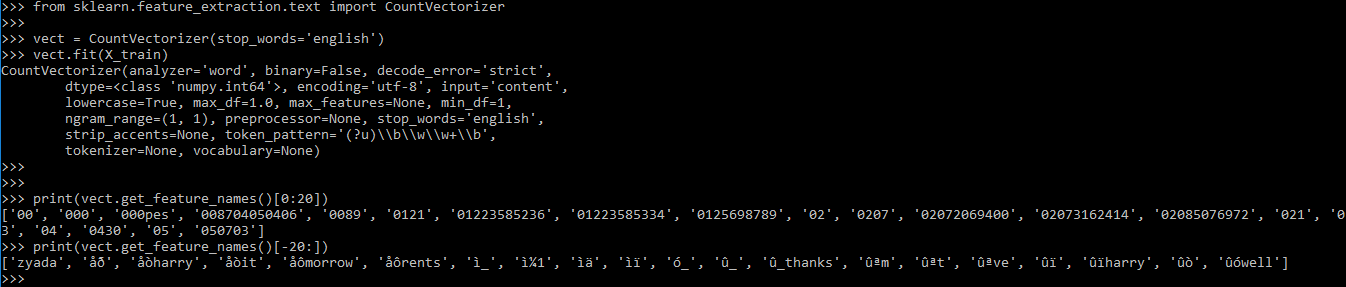 >>> from sklearn.feature_extraction.text import CountVectorizer
>>>
>>> vect = CountVectorizer(stop_words='english')
>>> vect.fit(X_train)
CountVectorizer(analyzer='word', binary=False, decode_error='strict',
        dtype=<class 'numpy.int64'>, encoding='utf-8', input='content',
        lowercase=True, max_df=1.0, max_features=None, min_df=1,
        ngram_range=(1, 1), preprocessor=None, stop_words='english',
        strip_accents=None, token_pattern='(?u)\\b\\w\\w+\\b',
        tokenizer=None, vocabulary=None)
>>>
>>>
>>> print(vect.get_feature_names()[0:20])
['00', '000', '000pes', '008704050406', '0089', '0121', '01223585236', '01223585334', '0125698789', '02', '0207', '02072069400', '02073162414', '02085076972', '021', '0
3', '04', '0430', '05', '050703']
>>> print(vect.get_feature_names()[-20:])
['zyada', 'åð', 'åòharry', 'åòit', 'åômorrow', 'åôrents', 'ì_', 'ì¼1', 'ìä', 'ìï', 'ó_', 'û_', 'û_thanks', 'ûªm', 'ûªt', 'ûªve', 'ûï', 'ûïharry', 'ûò', 'ûówell']
>>>